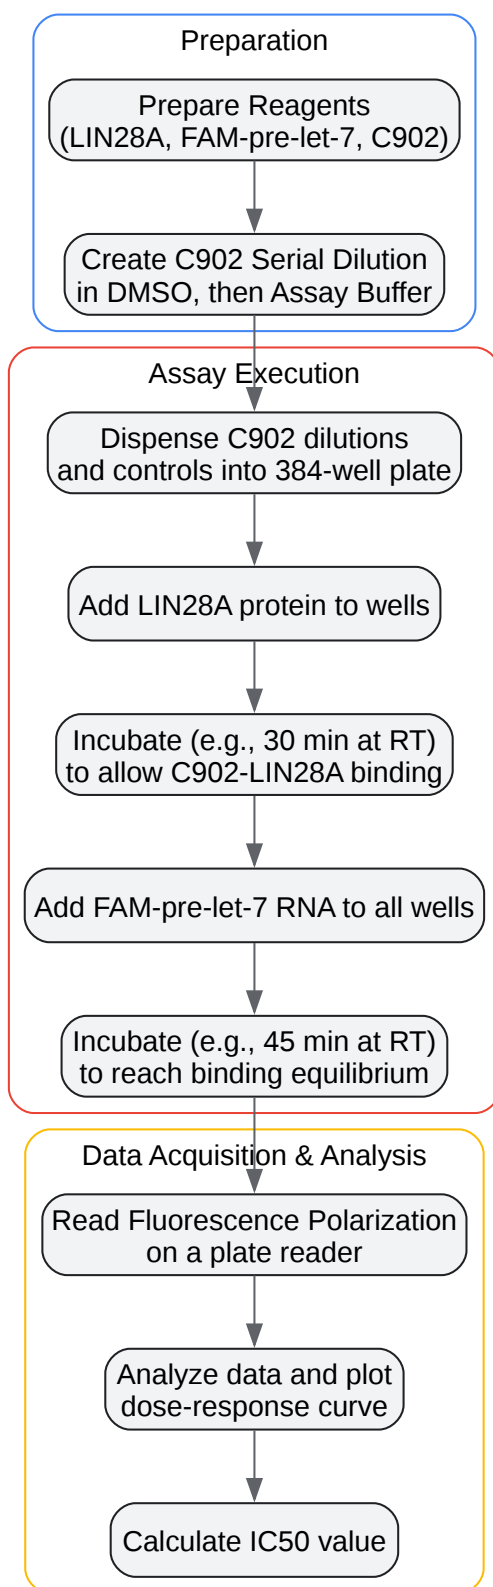 Preparation
Prepare Reagents
(LIN28A, FAM-pre-let-7, C902)
Create C902 Serial Dilution
in DMSO, then Assay Buffer
Assay Execution
Dispense C902 dilutions
and controls into 384-well plate
Add LIN28A protein to wells
Incubate (e.g., 30 min at RT)
to allow C902-LIN28A binding
Add FAM-pre-let-7 RNA to all wells
Incubate (e.g., 45 min at RT)
to reach binding equilibrium
Data Acquisition & Analysis
Read Fluorescence Polarization
on a plate reader
Analyze data and plot
dose-response curve
Calculate IC50 value